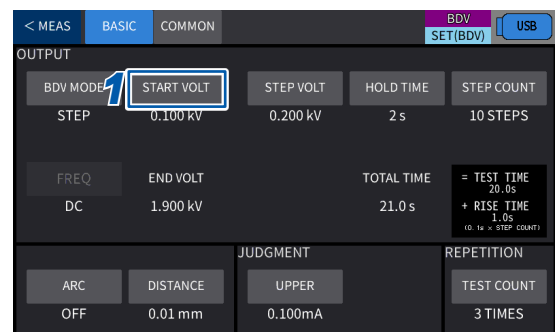 < MEAS BASIC COMMON BDV SET(BDV) USB
OUTPUT
BDV MODE 1 START VOLT STEP VOLT HOLD TIME STEP COUNT
STEP 0.100 kV 0.200 kV 2 s 10 STEPS
FREQ END VOLT TOTAL TIME = TEST TIME
20.0s
DC 1.900 kV 21.0 s + RISE TIME
1.0s
(0.1s × STEP COUNT)
JUDGMENT REPETITION
ARC DISTANCE UPPER TEST COUNT
OFF 0.01 mm 0.100mA 3 TIMES